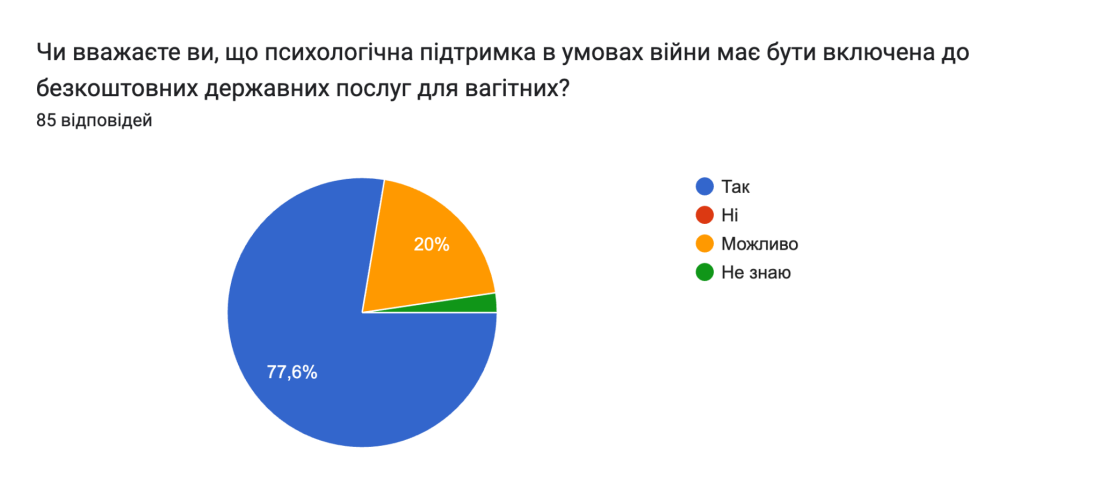 Чи вважаєте ви, що психологічна підтримка в умовах війни має бути включена до
безкоштовних державних послуг для вагітних?
85 відповідей
Так
Ні
Можливо
Не знаю
20%
77,6%